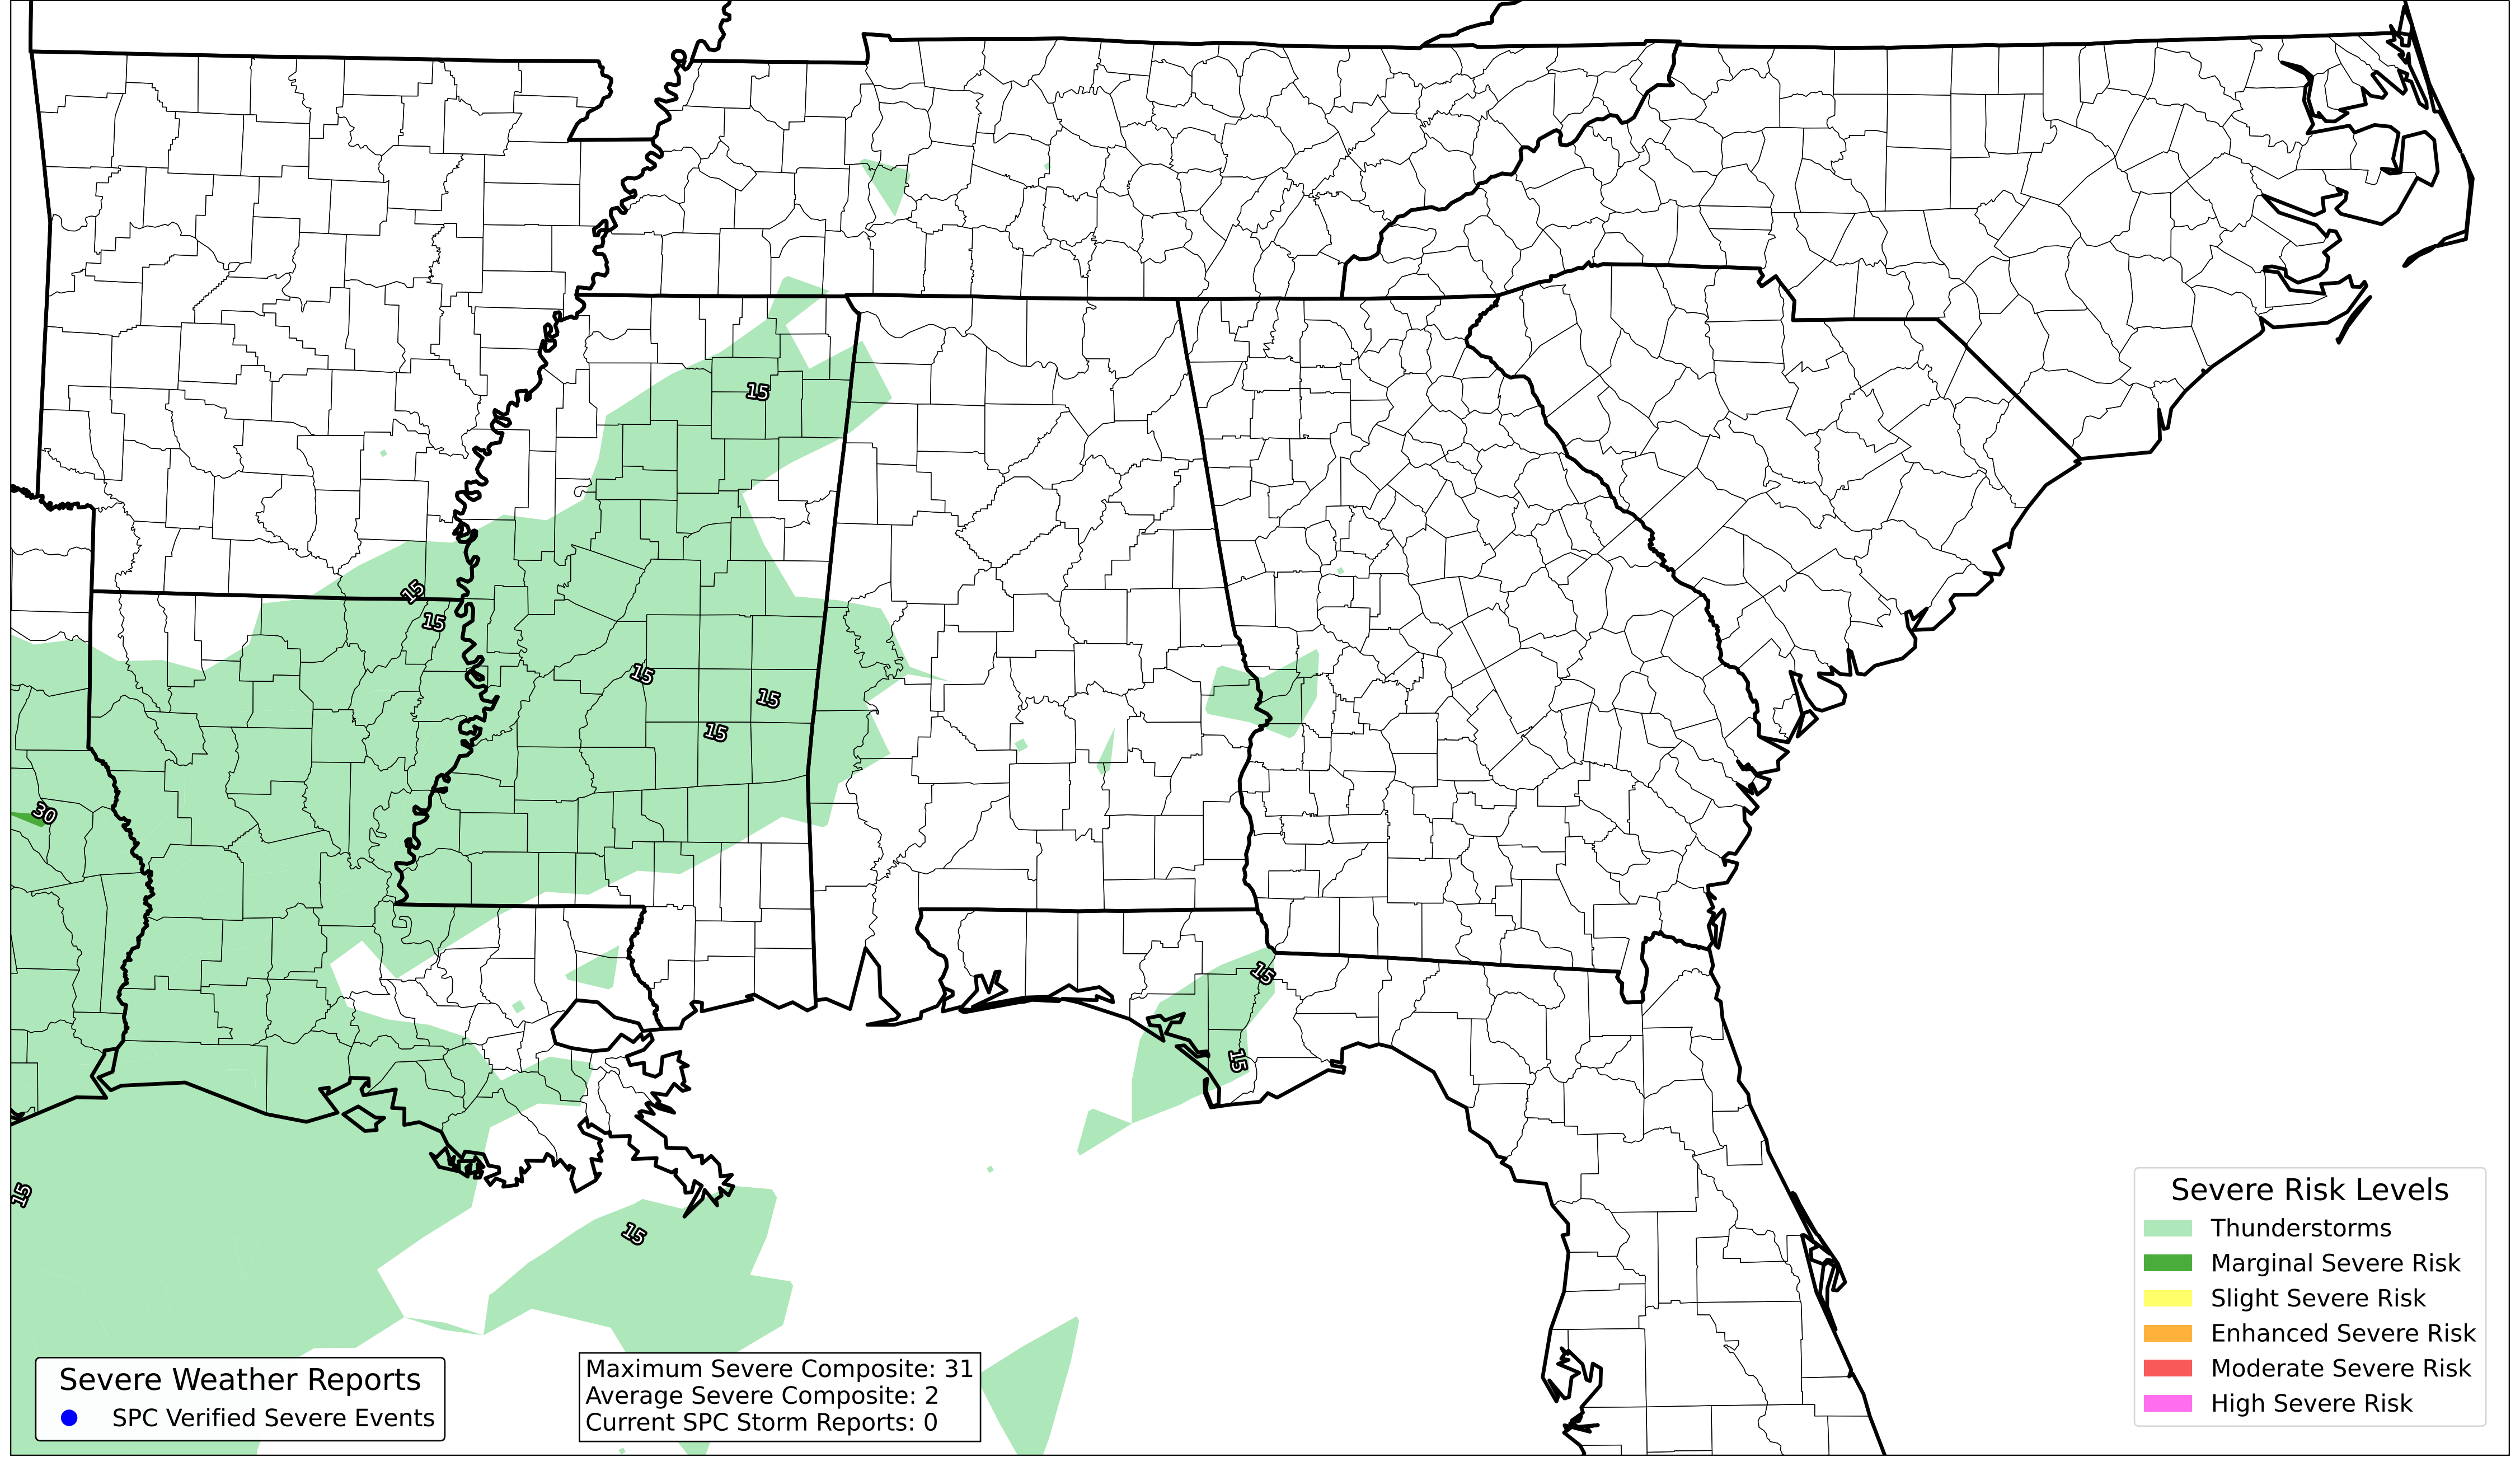 15
15
15
15
15
15
30
15
15
15
15
Severe Weather Reports
SPC Verified Severe Events
Maximum Severe Composite: 31
Average Severe Composite: 2
Current SPC Storm Reports: 0
Severe Risk Levels
Thunderstorms
Marginal Severe Risk
Slight Severe Risk
Enhanced Severe Risk
Moderate Severe Risk
High Severe Risk